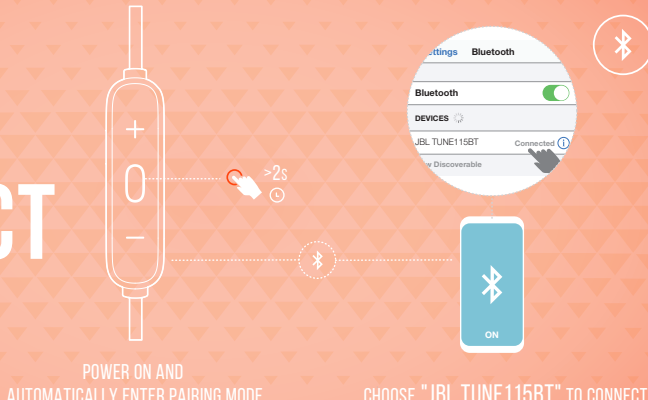 ttings Bluetooth
Bluetooth
DEVICES
JBL TUNE115BT Connected
w Discoverable
+
>2s
CT
−
ON
POWER ON AND
AUTOMATICALLY ENTER PAIRING MODE
CHOOSE "JBL TUNE115BT" TO CONNECT